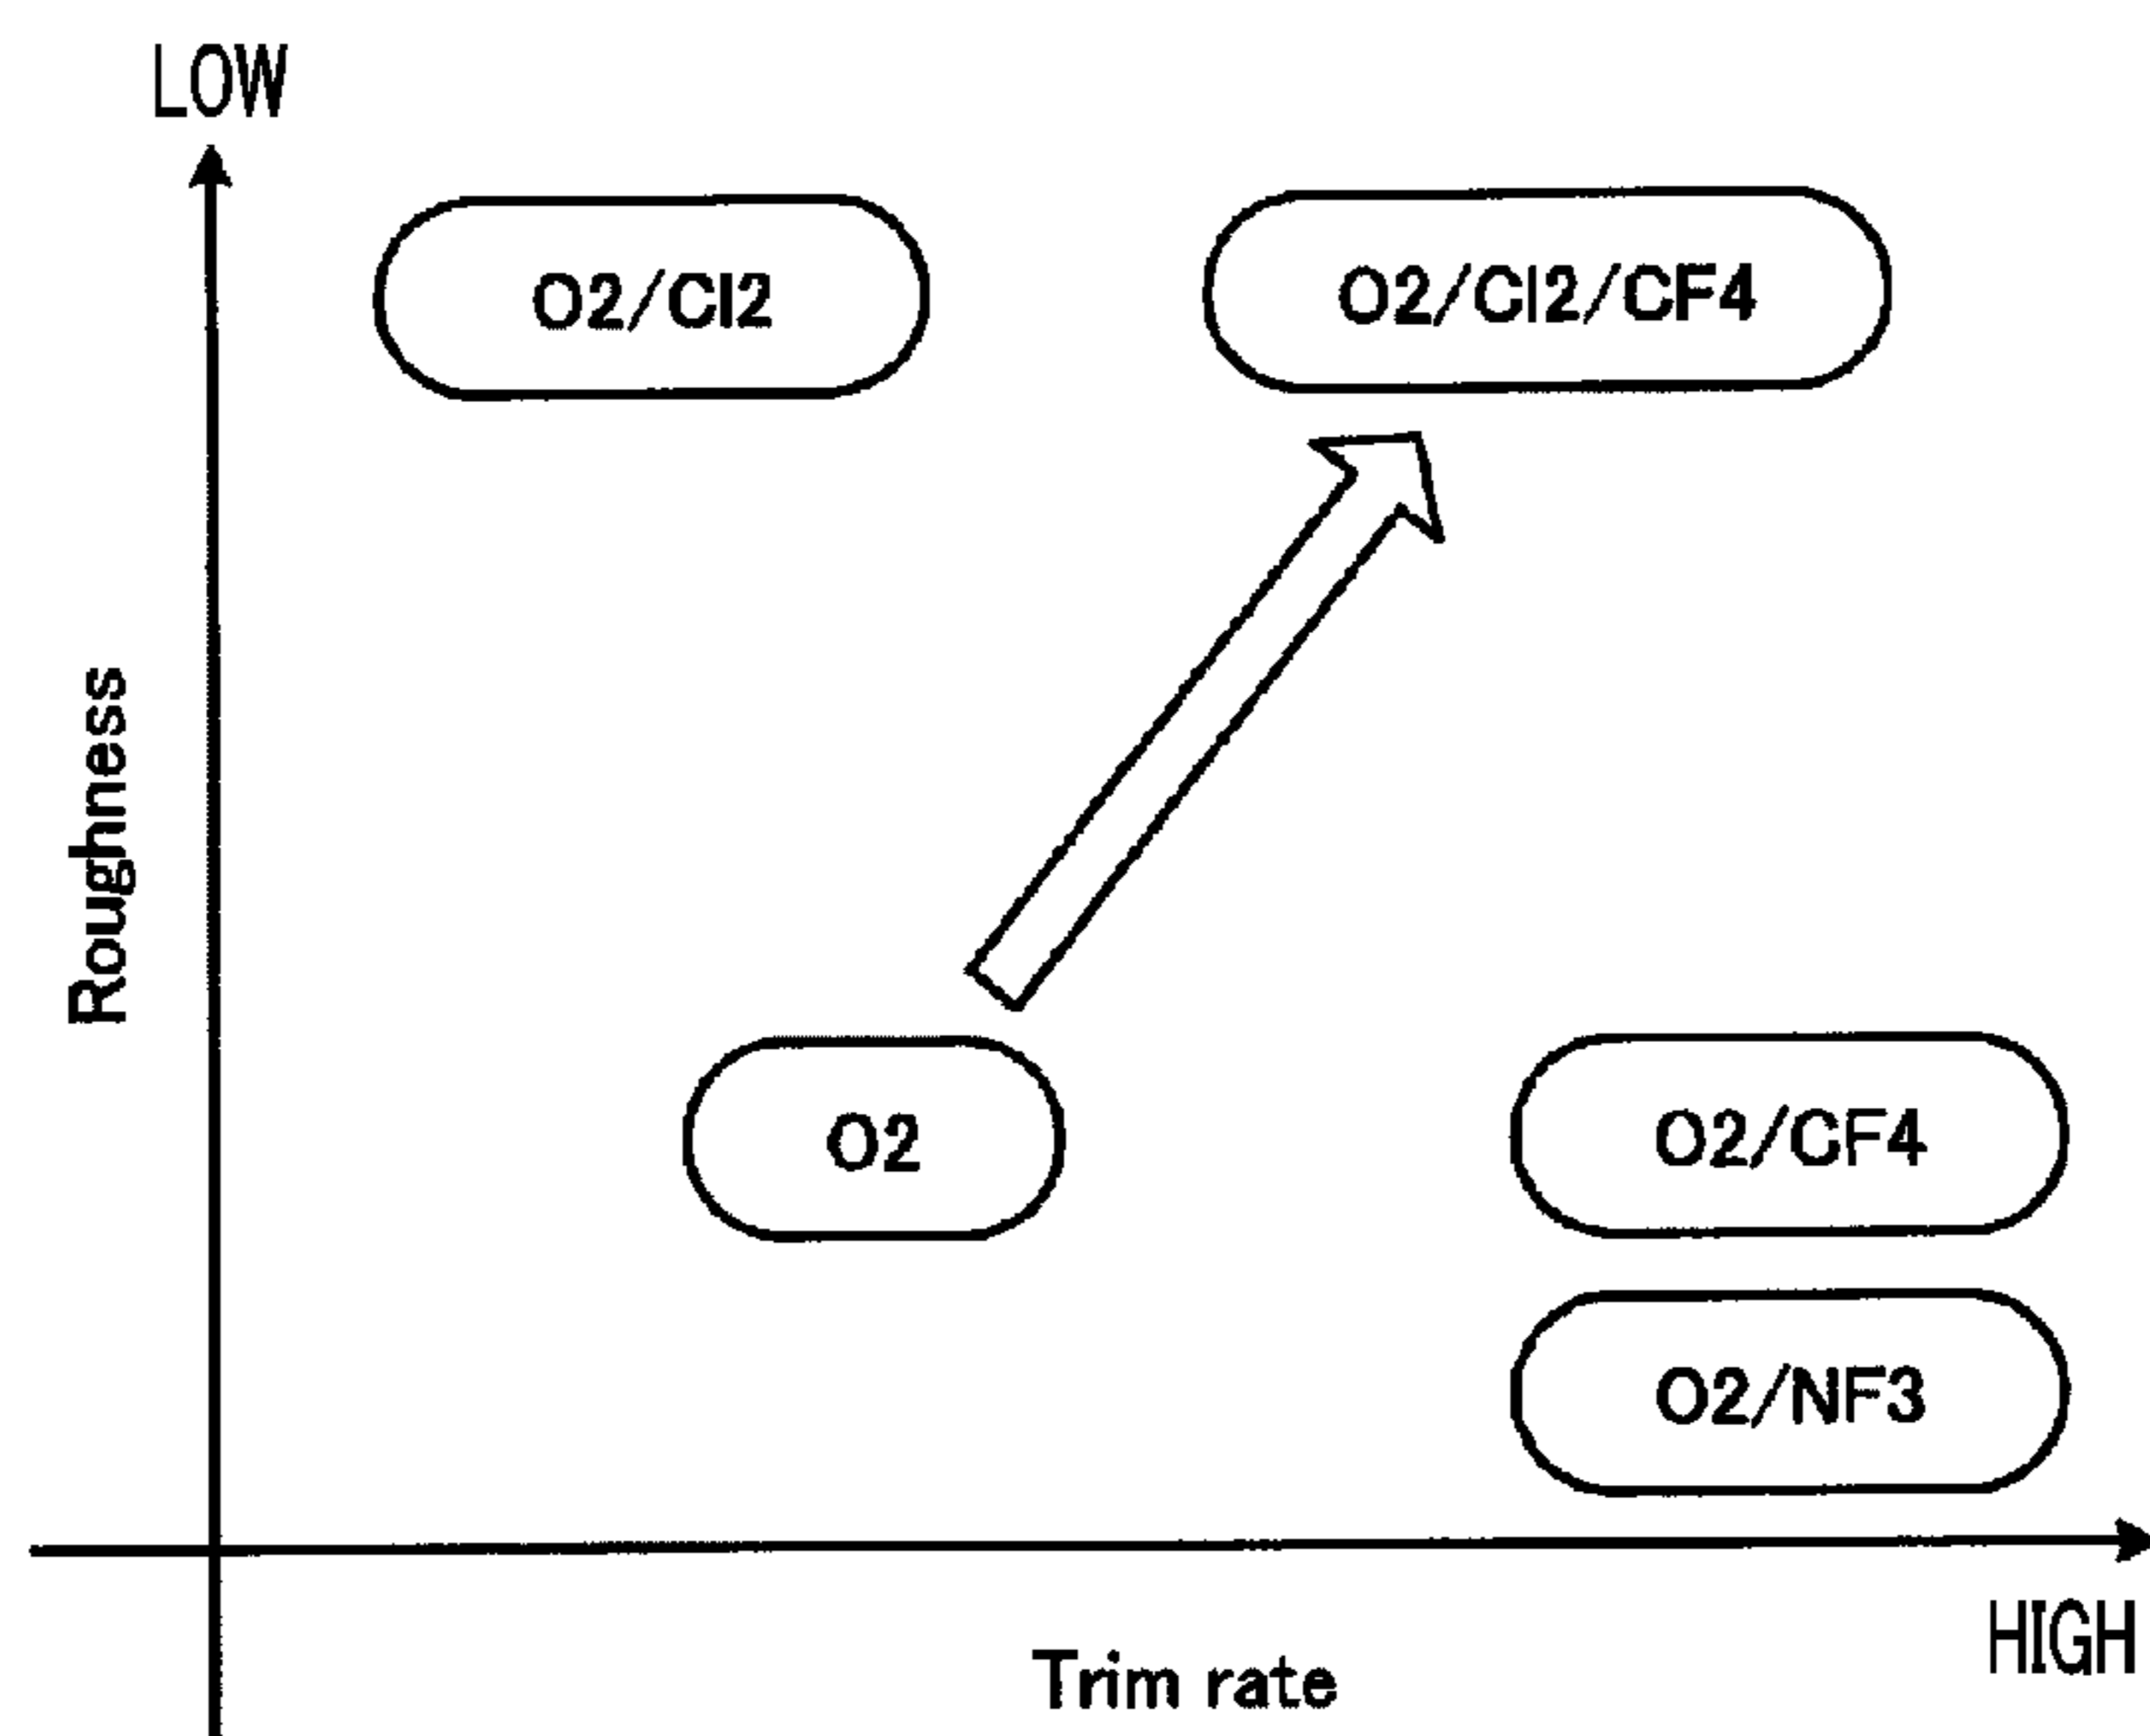 LOW
O2/Cl2
O2/Cl2/CF4
Roughness
O2
O2/CF4
O2/NF3
HIGH
Trim rate